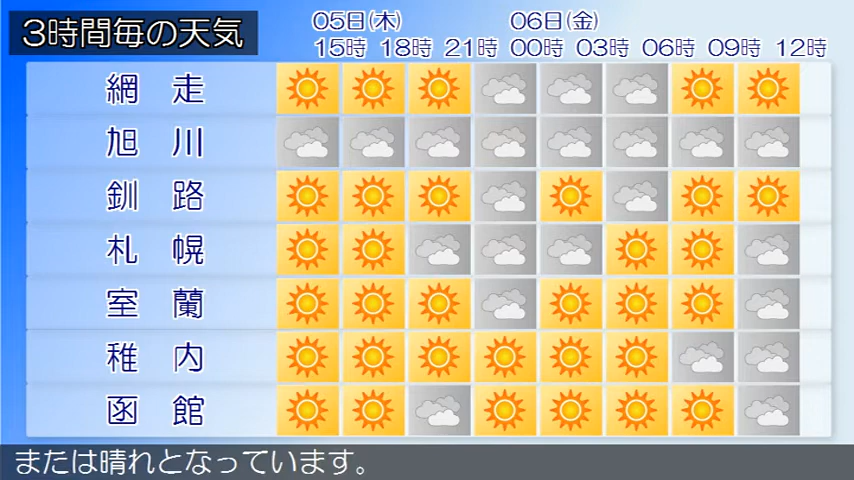 3時間毎の天気
05日(木) 06日(金)
15時 18時 21時 00時 03時 06時 09時 12時
網走
旭川
釧路
札幌
室蘭
稚内
函館
または晴れとなっています。